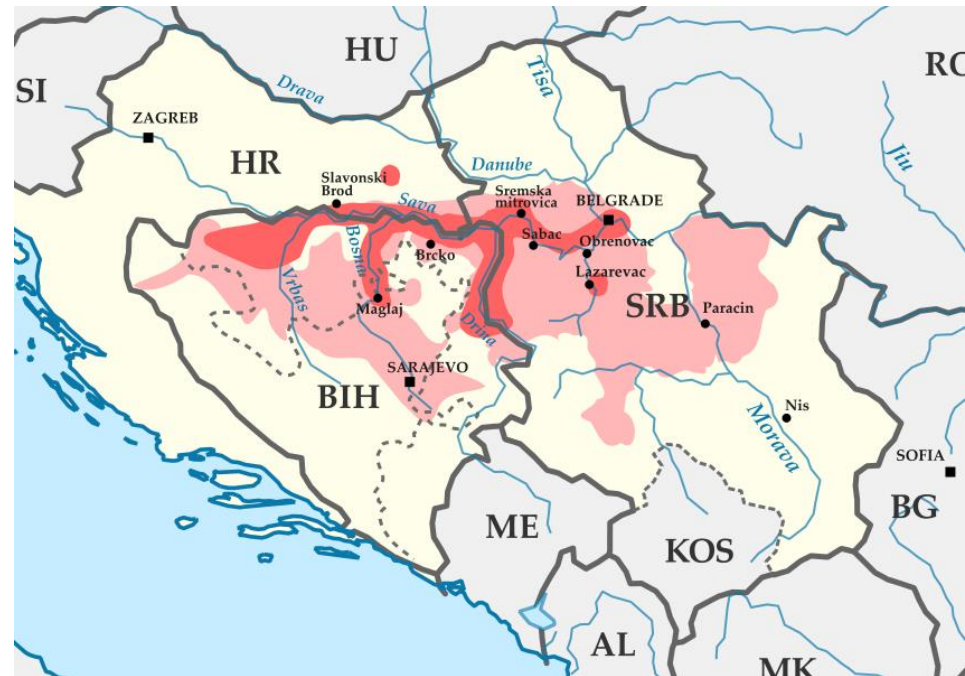 HU
RO
SI
Drava
Tisa
ZAGREB
Jiu
HR
Danube
Slavonski
Brod
Sava
Sremska
mitrovica
BELGRADE
Sabac
Obrenovac
Bosna
Brcko
Lazarevac
Vrbas
Maglaj
SRB
Paracin
Drina
SARAJEVO
BIH
Nis
Morava
SOFIA
BG
ME
KOS
AL
MK